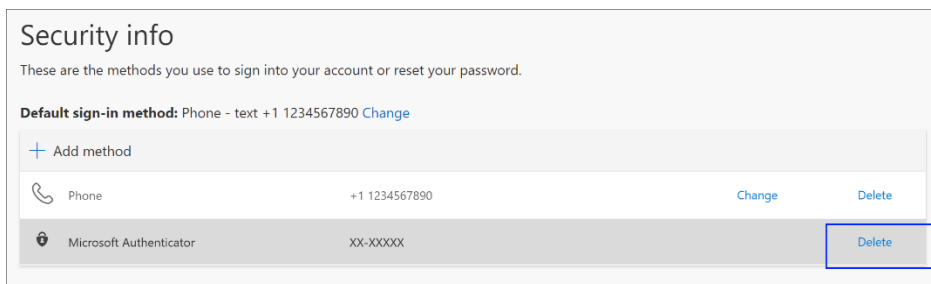 Security info
These are the methods you use to sign into your account or reset your password.
Default sign-in method: Phone - text +1 1234567890 Change
Add method
Phone +1 1234567890 Change Delete
Microsoft Authenticator XX-XXXXX Delete